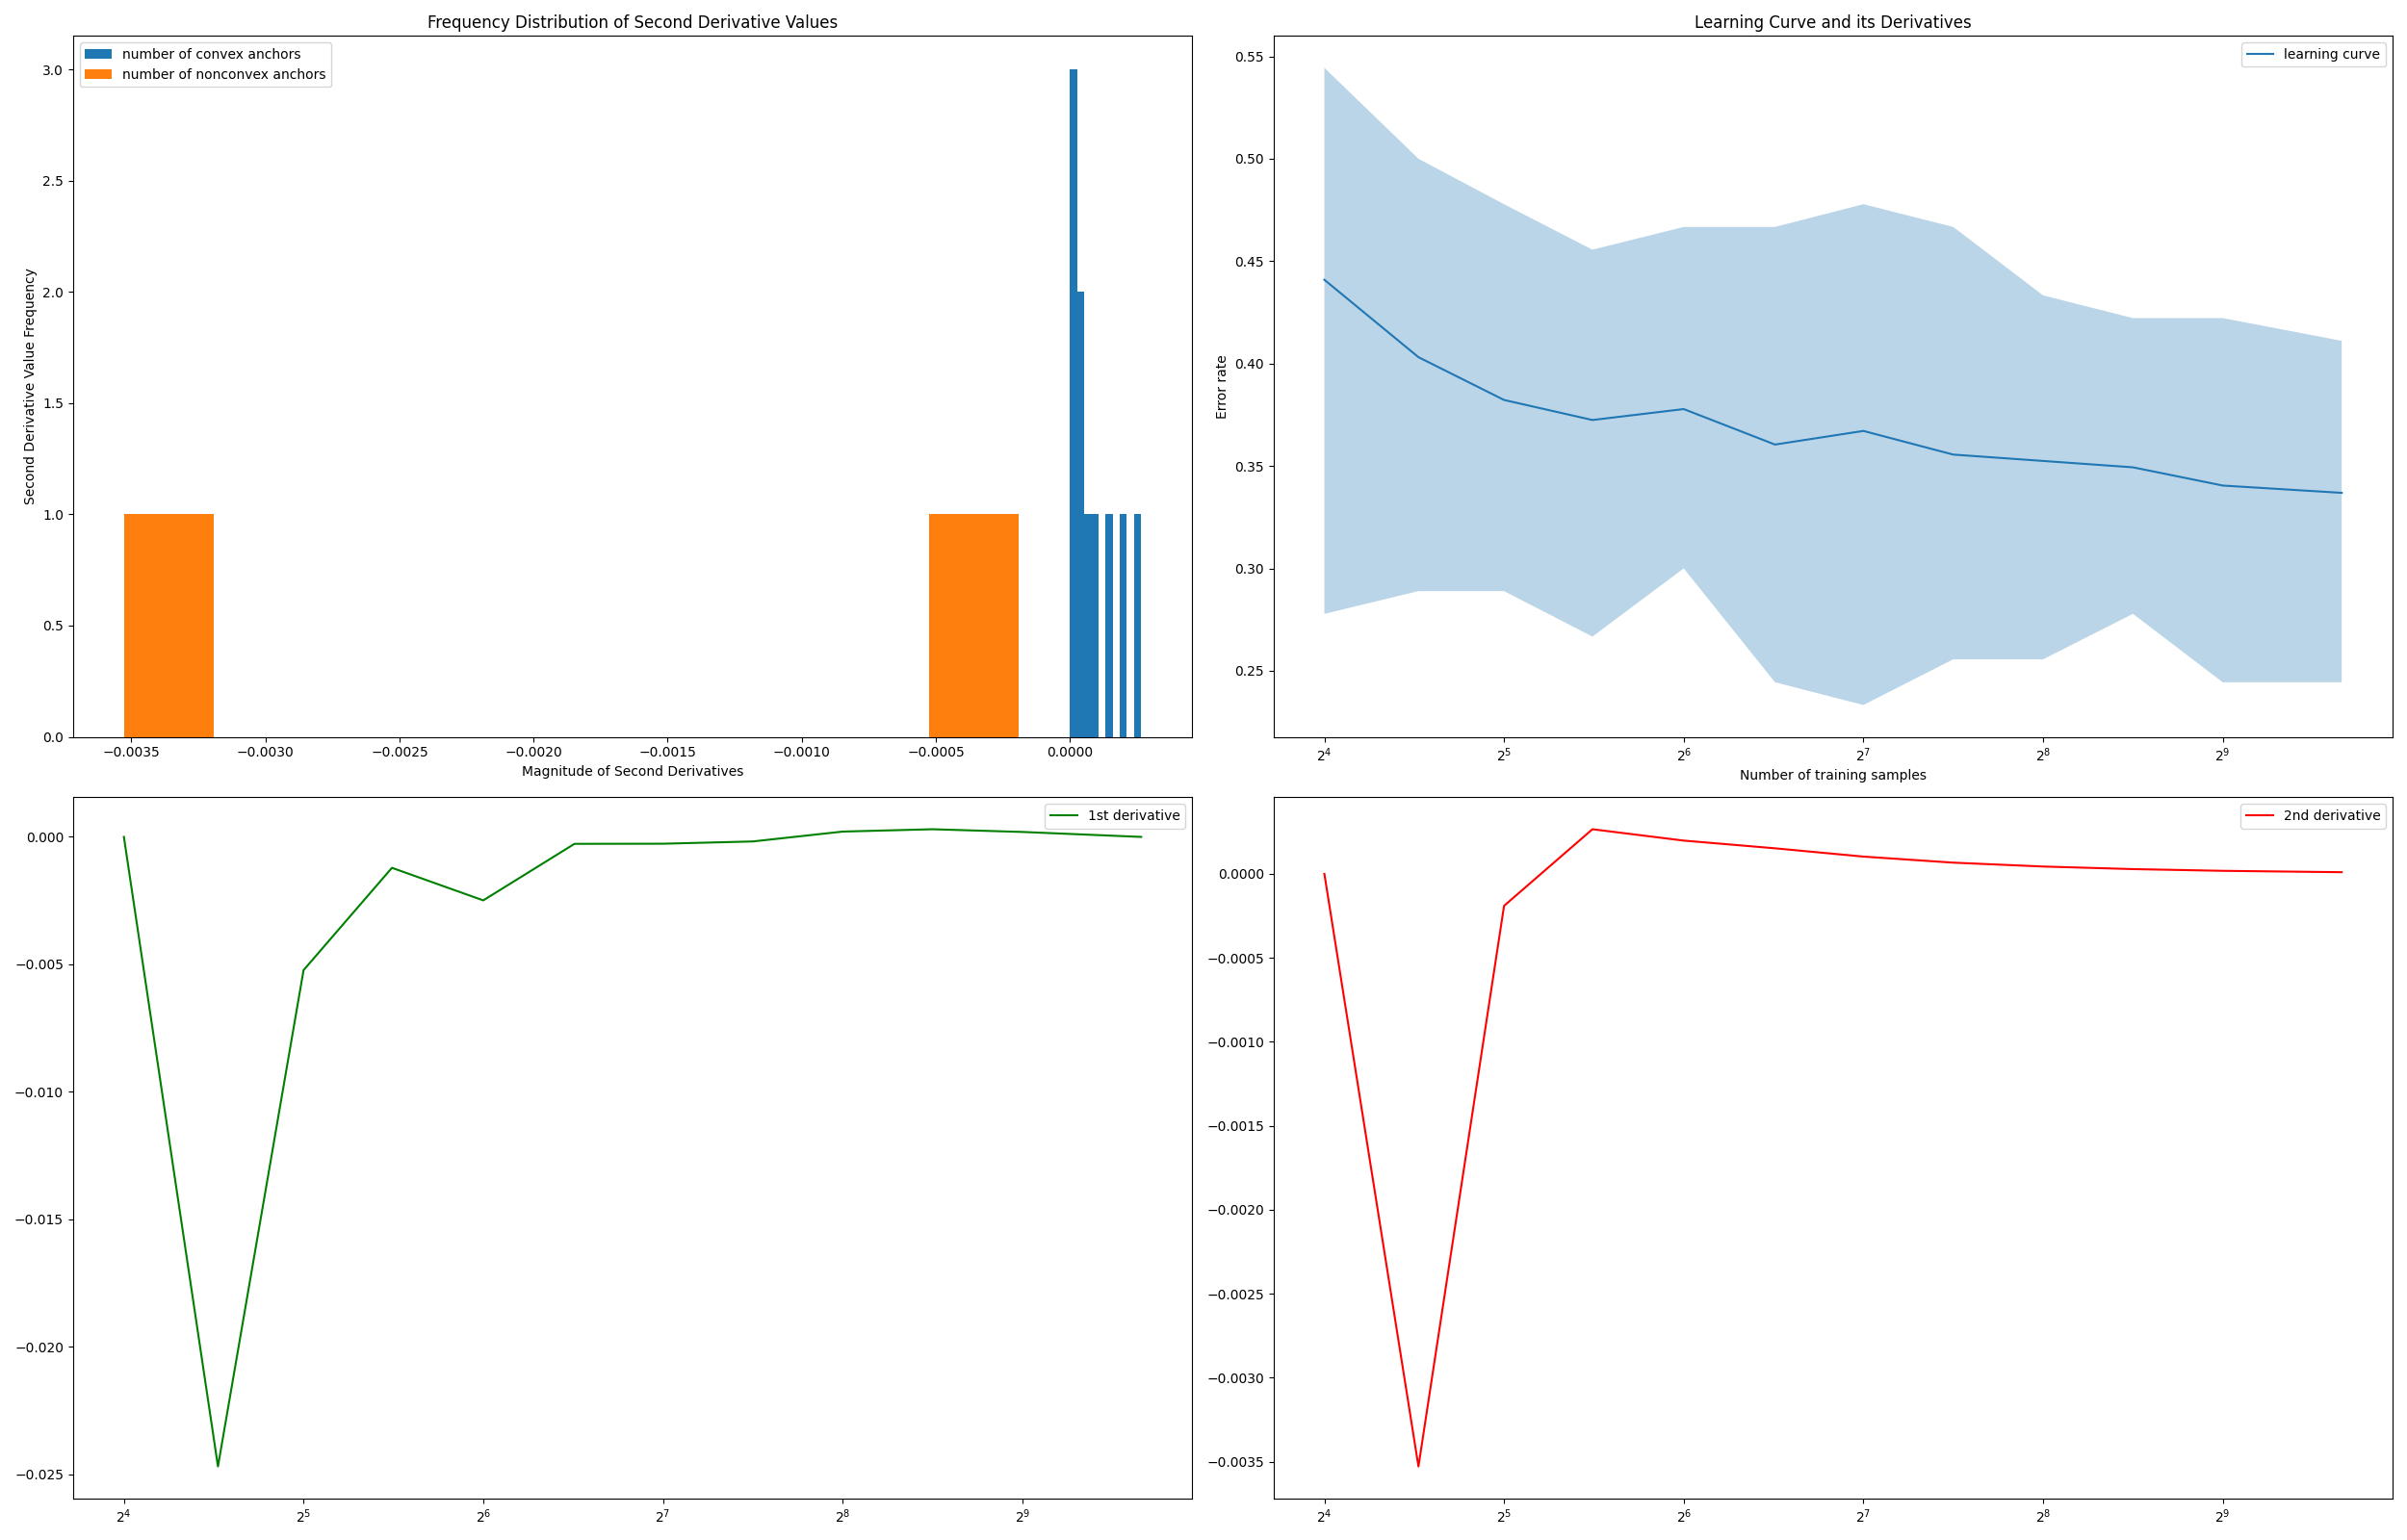 Frequency Distribution of Second Derivative Values
number of convex anchors
number of nonconvex anchors
Second Derivative Value Frequency
3.0
2.5
2.0
1.5
1.0
0.5
0.0
−0.0035 −0.0030 −0.0025 −0.0020 −0.0015 −0.0010 −0.0005 0.0000
Magnitude of Second Derivatives
Learning Curve and its Derivatives
learning curve
Error rate
0.55
0.50
0.45
0.40
0.35
0.30
0.25
2⁴ 2⁵ 2⁶ 2⁷ 2⁸ 2⁹
Number of training samples
1st derivative
0.000
−0.005
−0.010
−0.015
−0.020
−0.025
2⁴ 2⁵ 2⁶ 2⁷ 2⁸ 2⁹
2nd derivative
0.0000
−0.0005
−0.0010
−0.0015
−0.0020
−0.0025
−0.0030
−0.0035
2⁴ 2⁵ 2⁶ 2⁷ 2⁸ 2⁹